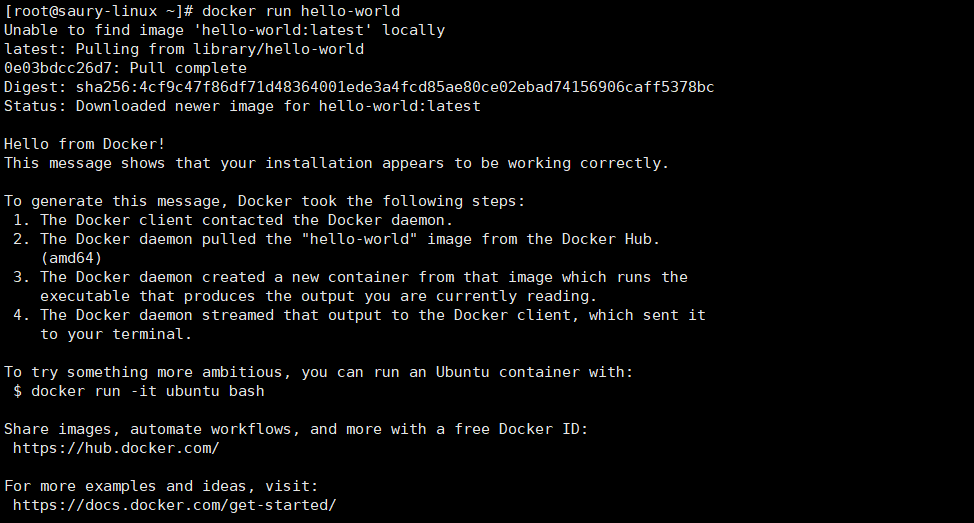 [root@saury-linux ~]# docker run hello-world
Unable to find image 'hello-world:latest' locally
latest: Pulling from library/hello-world
0e03bdcc26d7: Pull complete
Digest: sha256:4cf9c47f86df71d48364001ede3a4fcd85ae80ce02ebad74156906caff5378bc
Status: Downloaded newer image for hello-world:latest

Hello from Docker!
This message shows that your installation appears to be working correctly.

To generate this message, Docker took the following steps:
 1. The Docker client contacted the Docker daemon.
 2. The Docker daemon pulled the "hello-world" image from the Docker Hub.
    (amd64)
 3. The Docker daemon created a new container from that image which runs the
    executable that produces the output you are currently reading.
 4. The Docker daemon streamed that output to the Docker client, which sent it
    to your terminal.

To try something more ambitious, you can run an Ubuntu container with:
 $ docker run -it ubuntu bash

Share images, automate workflows, and more with a free Docker ID:
 https://hub.docker.com/

For more examples and ideas, visit:
 https://docs.docker.com/get-started/